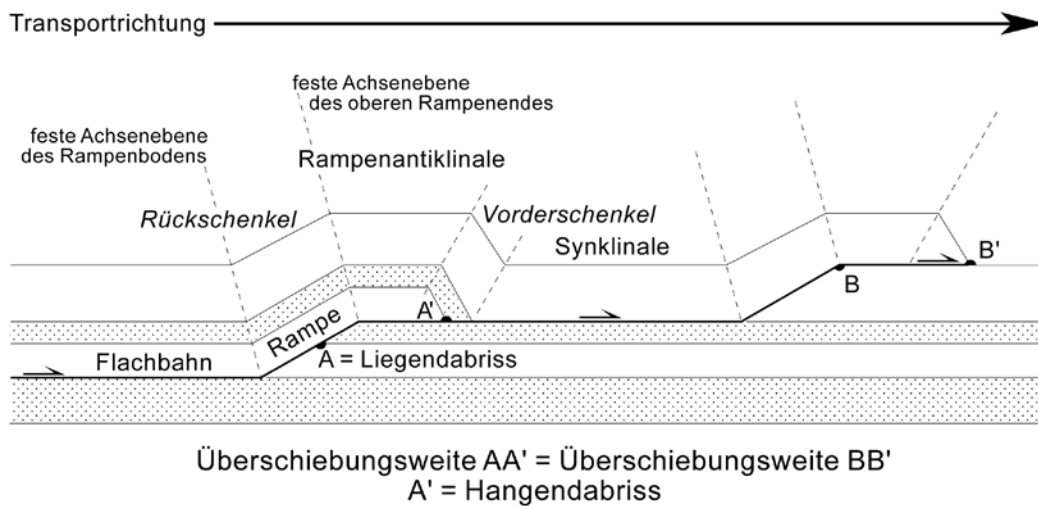 Transportrichtung
feste Achsenebene
des oberen Rampenendes
feste Achsenebene
des Rampenbodens
Rampenantiklinale
Rückschenkel
Vorderschenkel
Synklinale
B'
B
A'
Rampe
Flachbahn
A = Liegendabriss
Überschiebungsweite AA' = Überschiebungsweite BB'
A' = Hangendabriss